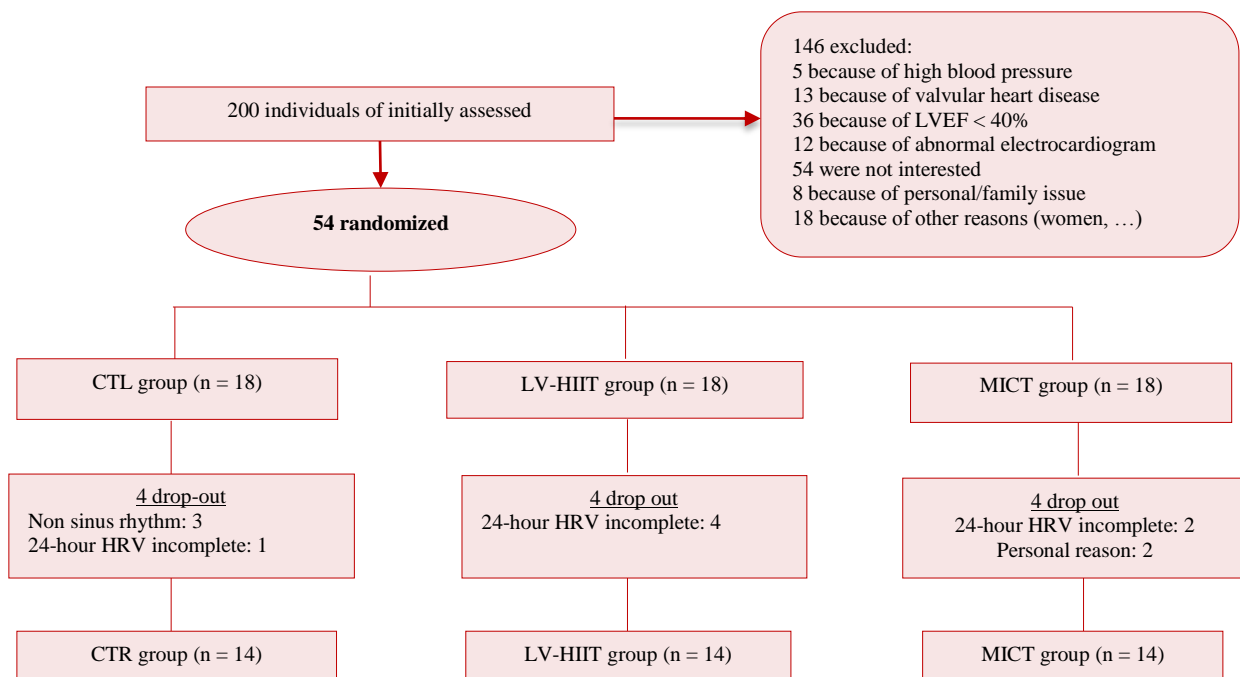 200 individuals of initially assessed
146 excluded:
5 because of high blood pressure
13 because of valvular heart disease
36 because of LVEF < 40%
12 because of abnormal electrocardiogram
54 were not interested
8 because of personal/family issue
18 because of other reasons (women, …)
54 randomized
CTL group (n = 18)
LV-HIIT group (n = 18)
MICT group (n = 18)
4 drop-out
Non sinus rhythm: 3
24-hour HRV incomplete: 1
4 drop out
24-hour HRV incomplete: 4
4 drop out
24-hour HRV incomplete: 2
Personal reason: 2
CTR group (n = 14)
LV-HIIT group (n = 14)
MICT group (n = 14)